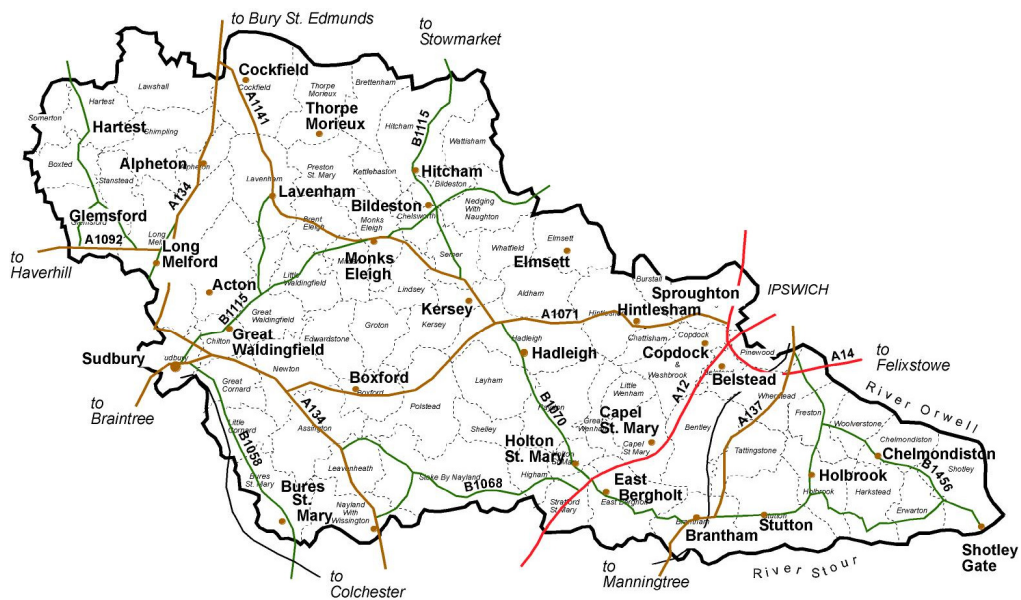 to Bury St. Edmunds
to
Stowmarket
Cockfield
Cockfield
Lawshall
Hartest
Somerton
Hartest
Shimpling
Thorpe
Morieux
Brettenham
Thorpe
Morieux
A1141
B1115
Hitcham
Wattisham
Boxted
Stanstead
Alpheton
A134
Preston
St. Mary
Kettlebaston
Hitcham
Bildeston
Lavenham
Lavenham
Bildeston
Chelsworth
Nedging
With
Naughton
Glemsford
Glemsford
A1092
to
Haverhill
Long
Melford
Brent
Eleigh
Monks
Eleigh
Monks
Eleigh
Semer
Whatfield
Elmsett
Elmsett
Acton
Little
Waldingfield
B1115
Great
Waldingfield
Great
Waldingfield
Chilton
Lindsey
Kersey
Kersey
Aldham
Burstall
Sproughton
IPSWICH
Hintlesham
A1071
Chattisham
Groton
Edwardstone
Sudbury
Newton
Boxford
Boxford
Hadleigh
Hadleigh
Copdock
Copdock
&
Washbrook
Pinewood
Belstead
A14
to
Felixstowe
to
Braintree
Great
Cornard
Little
Cornard
B1058
A134
Assington
Polstead
Layham
Shelley
B1070
Little
Wenham
Capel
St. Mary
Capel
St Mary
A12
Bentley
A137
Wherstead
Freston
Woolverstone
River Orwell
Tattingstone
Chelmondiston
Chelmondiston
B1456
Shotley
Holton
St. Mary
Leavenheath
Stoke By Nayland
B1068
Higham
Stratford
St Mary
East
Bergholt
East Bergholt
Holbrook
Holbrook
Harkstead
Erwarton
Bures
St. Mary
Bures
St.
Mary
Nayland
With
Wissington
Brantham
Brantham
Stutton
Shotley
Gate
River Stour
to
Colchester
to
Manningtree